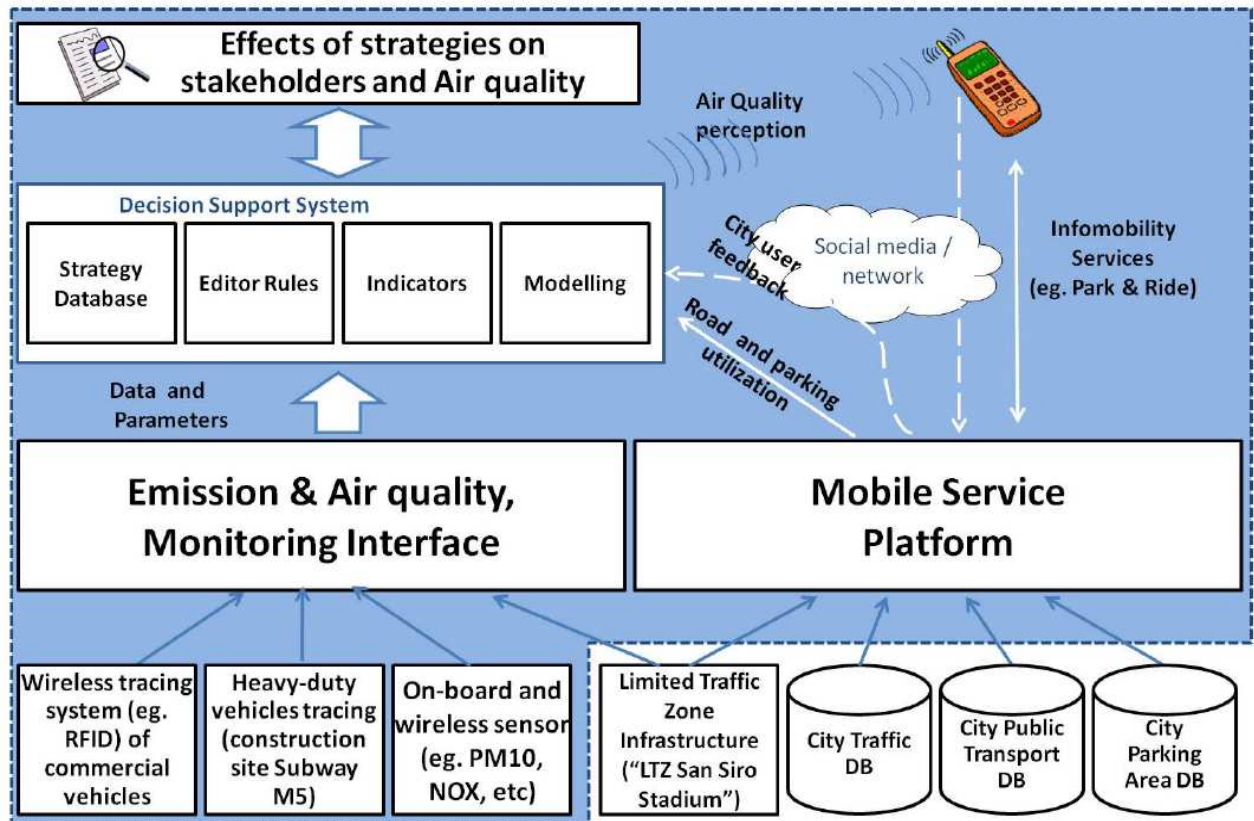 Effects of strategies on
stakeholders and Air quality
Air Quality
perception
Decision Support System
Strategy
Database
Editor Rules
Indicators
Modelling
City user
feedback
Social media /
network
Infomobility
Services
(eg. Park & Ride)
Road and parking
utilization
Data and
Parameters
Emission & Air quality,
Monitoring Interface
Mobile Service
Platform
Wireless tracing
system (eg.
RFID) of
commercial
vehicles
Heavy-duty
vehicles tracing
(construction
site Subway
M5)
On-board and
wireless sensor
(eg. PM10,
NOX, etc)
Limited Traffic
Zone
Infrastructure
(“LTZ San Siro
Stadium”)
City Traffic
DB
City Public
Transport
DB
City
Parking
Area DB